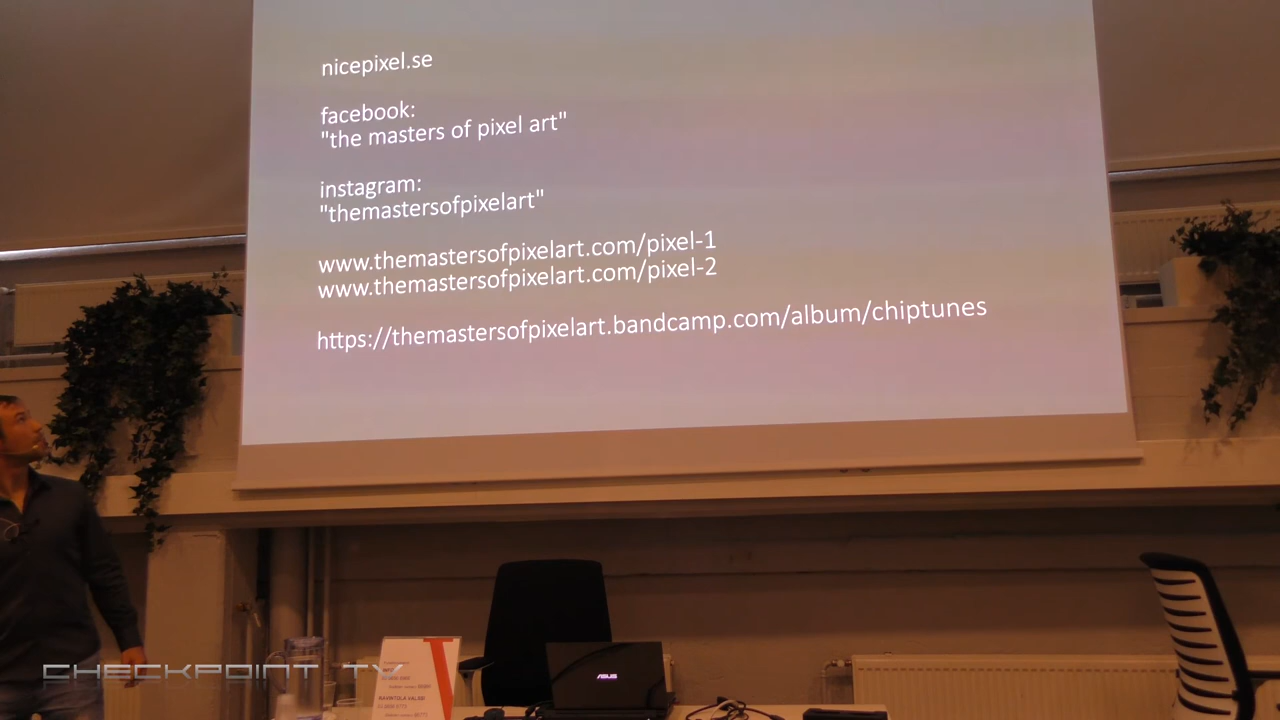 nicepixel.se
facebook:
"the masters of pixel art"
instagram:
"themastersofpixelart"
www.themastersofpixelart.com/pixel-1
www.themastersofpixelart.com/pixel-2
https://themastersofpixelart.bandcamp.com/album/chiptunes
CHECKPOINT TV
ASUS
RAVINTOLA